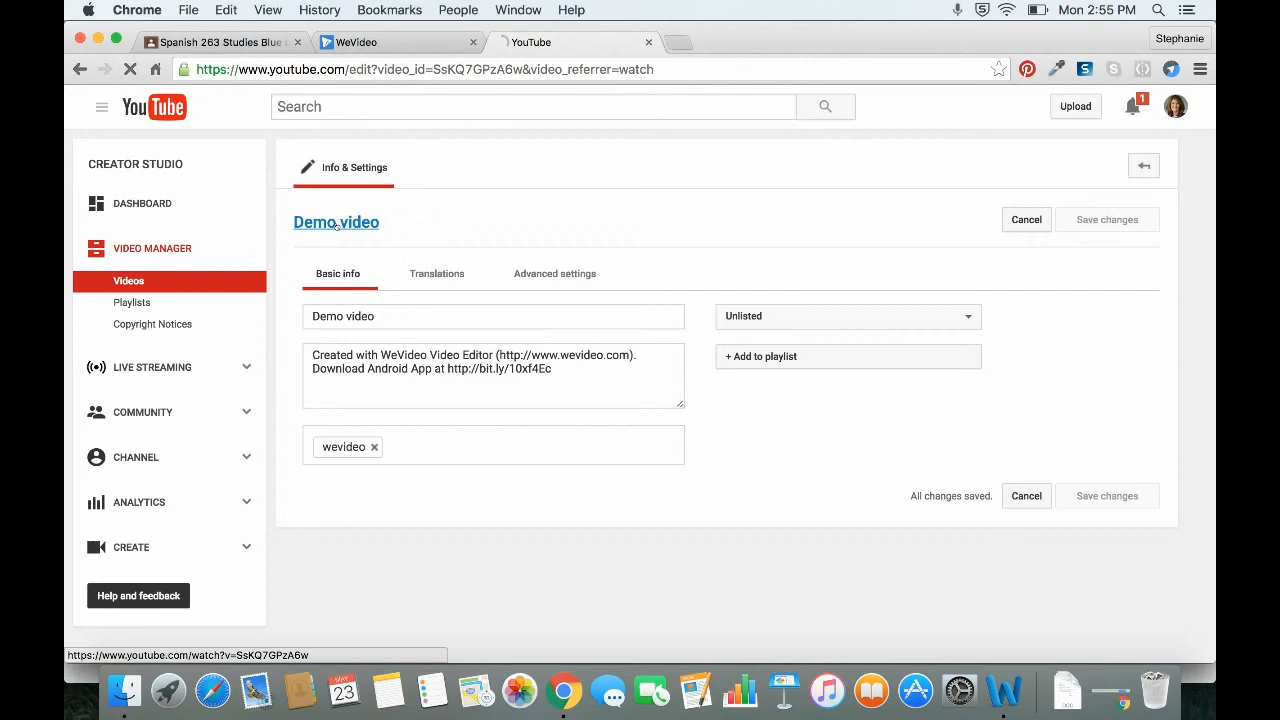 Chrome File Edit View History Bookmarks People Window Help Mon 2:55 PM
Spanish 263 Studies Blue WeVideo YouTube Stephanie
https://www.youtube.com/edit?video_id=SsKQ7GPzA6w&video_referrer=watch
YouTube Search Upload 1
CREATOR STUDIO
DASHBOARD
VIDEO MANAGER
Videos
Playlists
Copyright Notices
LIVE STREAMING
COMMUNITY
CHANNEL
ANALYTICS
CREATE
Help and feedback
Info & Settings
Demo video Cancel Save changes
Basic info Translations Advanced settings
Demo video
Unlisted
Created with WeVideo Video Editor (http://www.wevideo.com).
Download Android App at http://bit.ly/10xf4Ec
+ Add to playlist
wevideo
All changes saved. Cancel Save changes
https://www.youtube.com/watch?v=SsKQ7GPzA6w
MAY
23